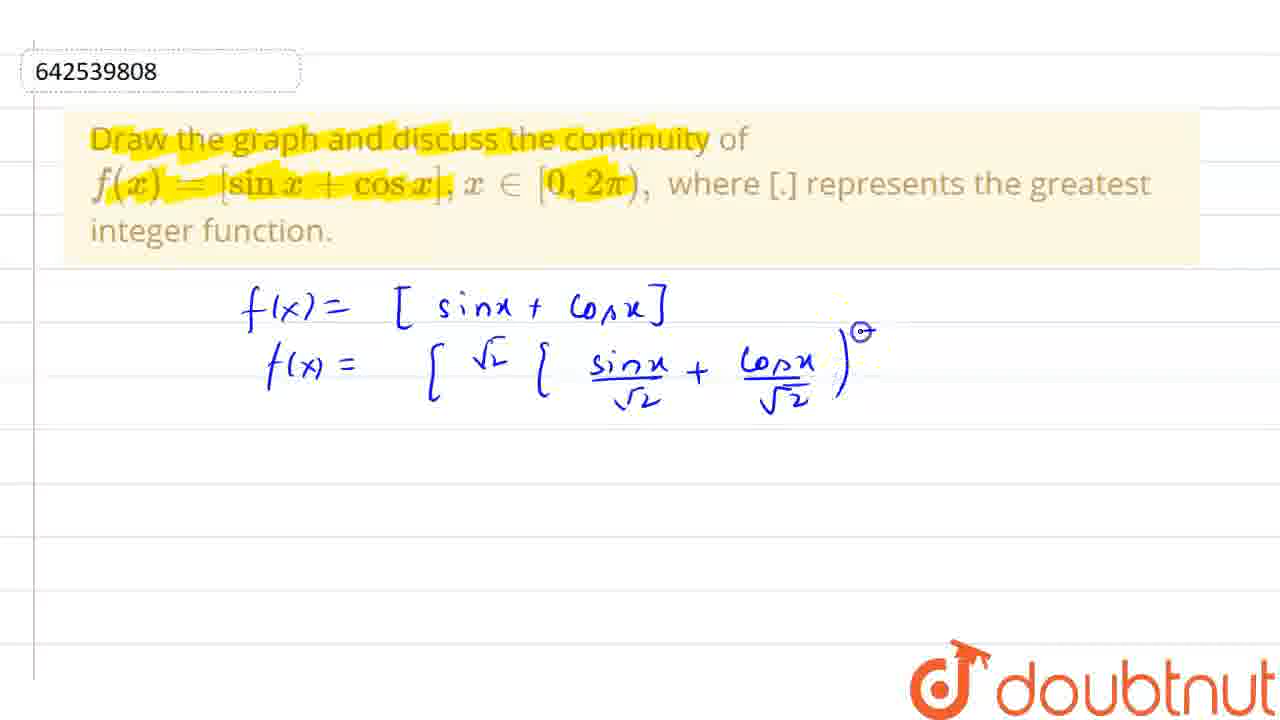 642539808
Draw the graph and discuss the continuity of
f(x) = [sin x + cos x], x ∈ [0, 2π), where [.] represents the greatest
integer function.
f(x) = [ sinx + cosx]
f(x) = [ √2 ( sinx/√2 + cosx/√2 )
doubtnut